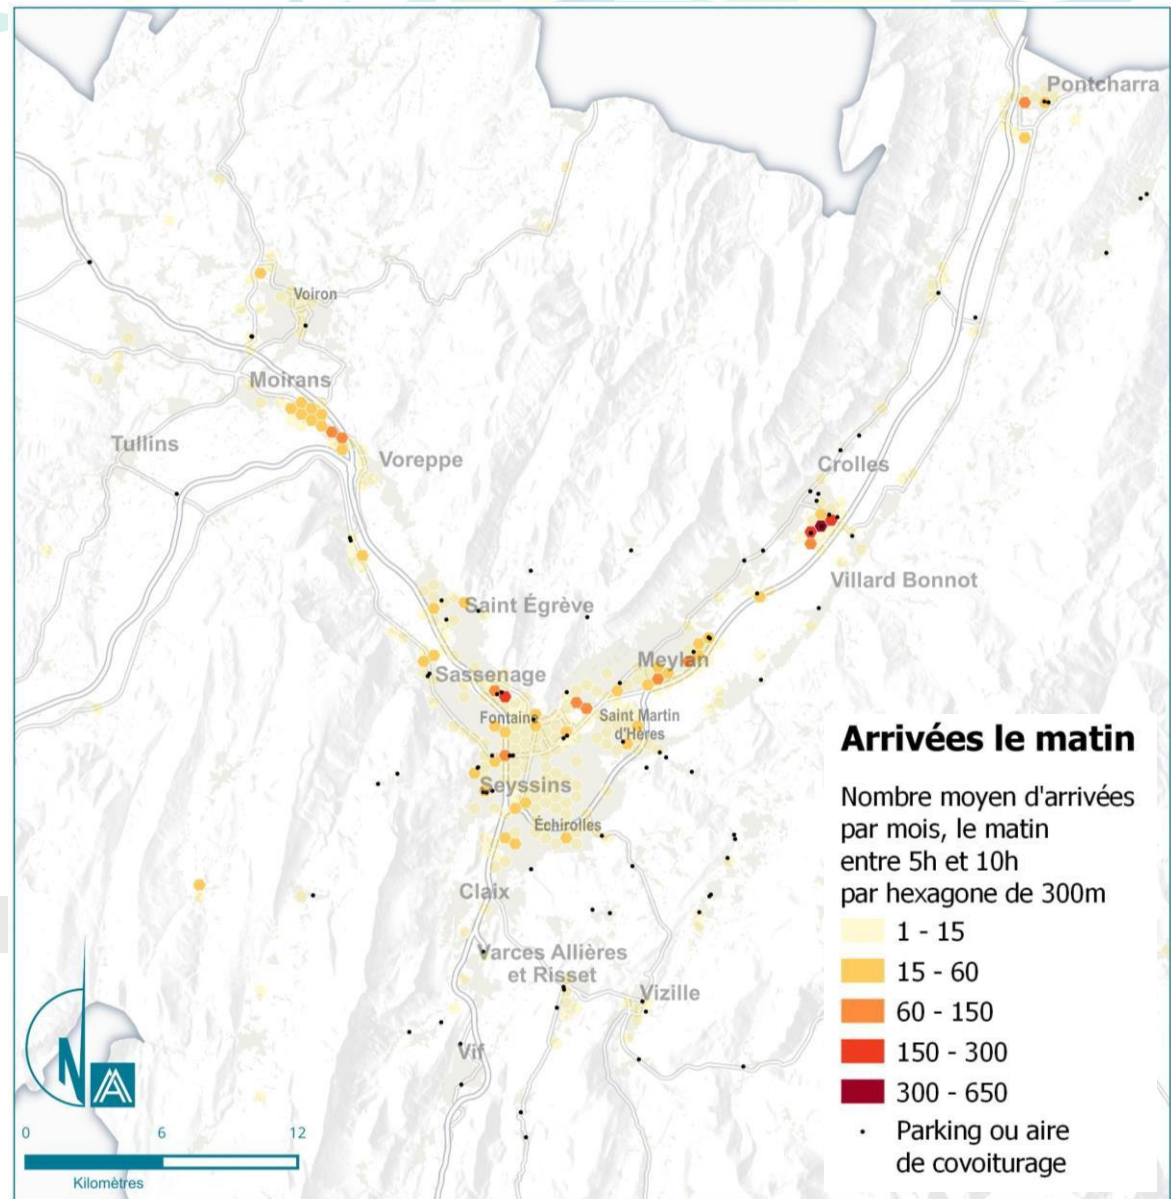 Pontcharra
Voiron
Moirans
Tullins
Voreppe
Crolles
Villard Bonnot
Saint Égrève
Meylan
Sassenage
Fontaine
Saint Martin
d'Hères
Seyssins
Échirolles
Claix
Varces Allières
et Risset
Vizille
Vif
N
0 6 12
Kilomètres
Arrivées le matin
Nombre moyen d'arrivées
par mois, le matin
entre 5h et 10h
par hexagone de 300m
1 - 15
15 - 60
60 - 150
150 - 300
300 - 650
Parking ou aire
de covoiturage